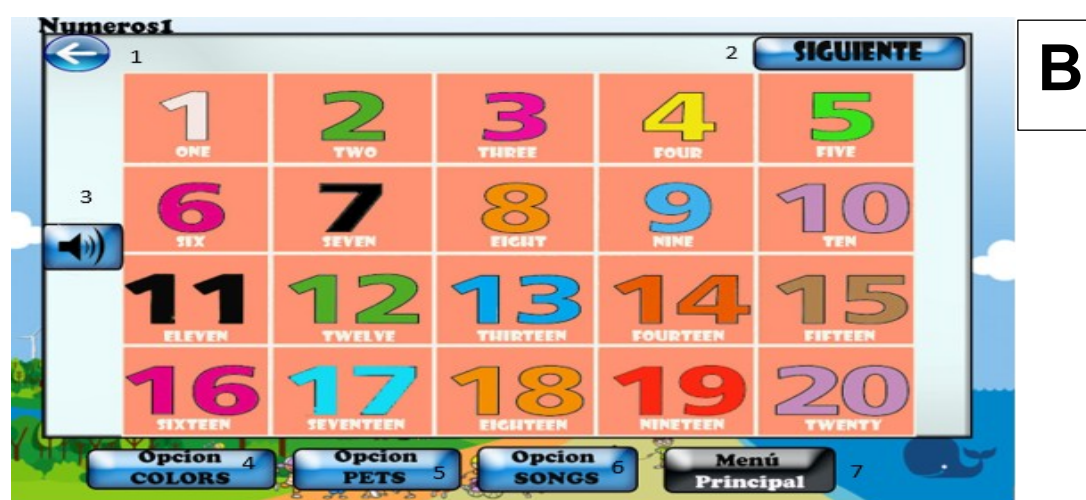 Numeros1
1
2 SIGUIENTE
B
1 2 3 4 5
ONE TWO THREE FOUR FIVE
3
6 7 8 9 10
SIX SEVEN EIGHT NINE TEN
11 12 13 14 15
ELEVEN TWELVE THIRTEEN FOURTEEN FIFTEEN
16 17 18 19 20
SIXTEEN SEVENTEEN EIGHTEEN NINETEEN TWENTY
Opcion
COLORS
4
Opcion
PETS
5
Opcion
SONGS
6
Menú
Principal
7